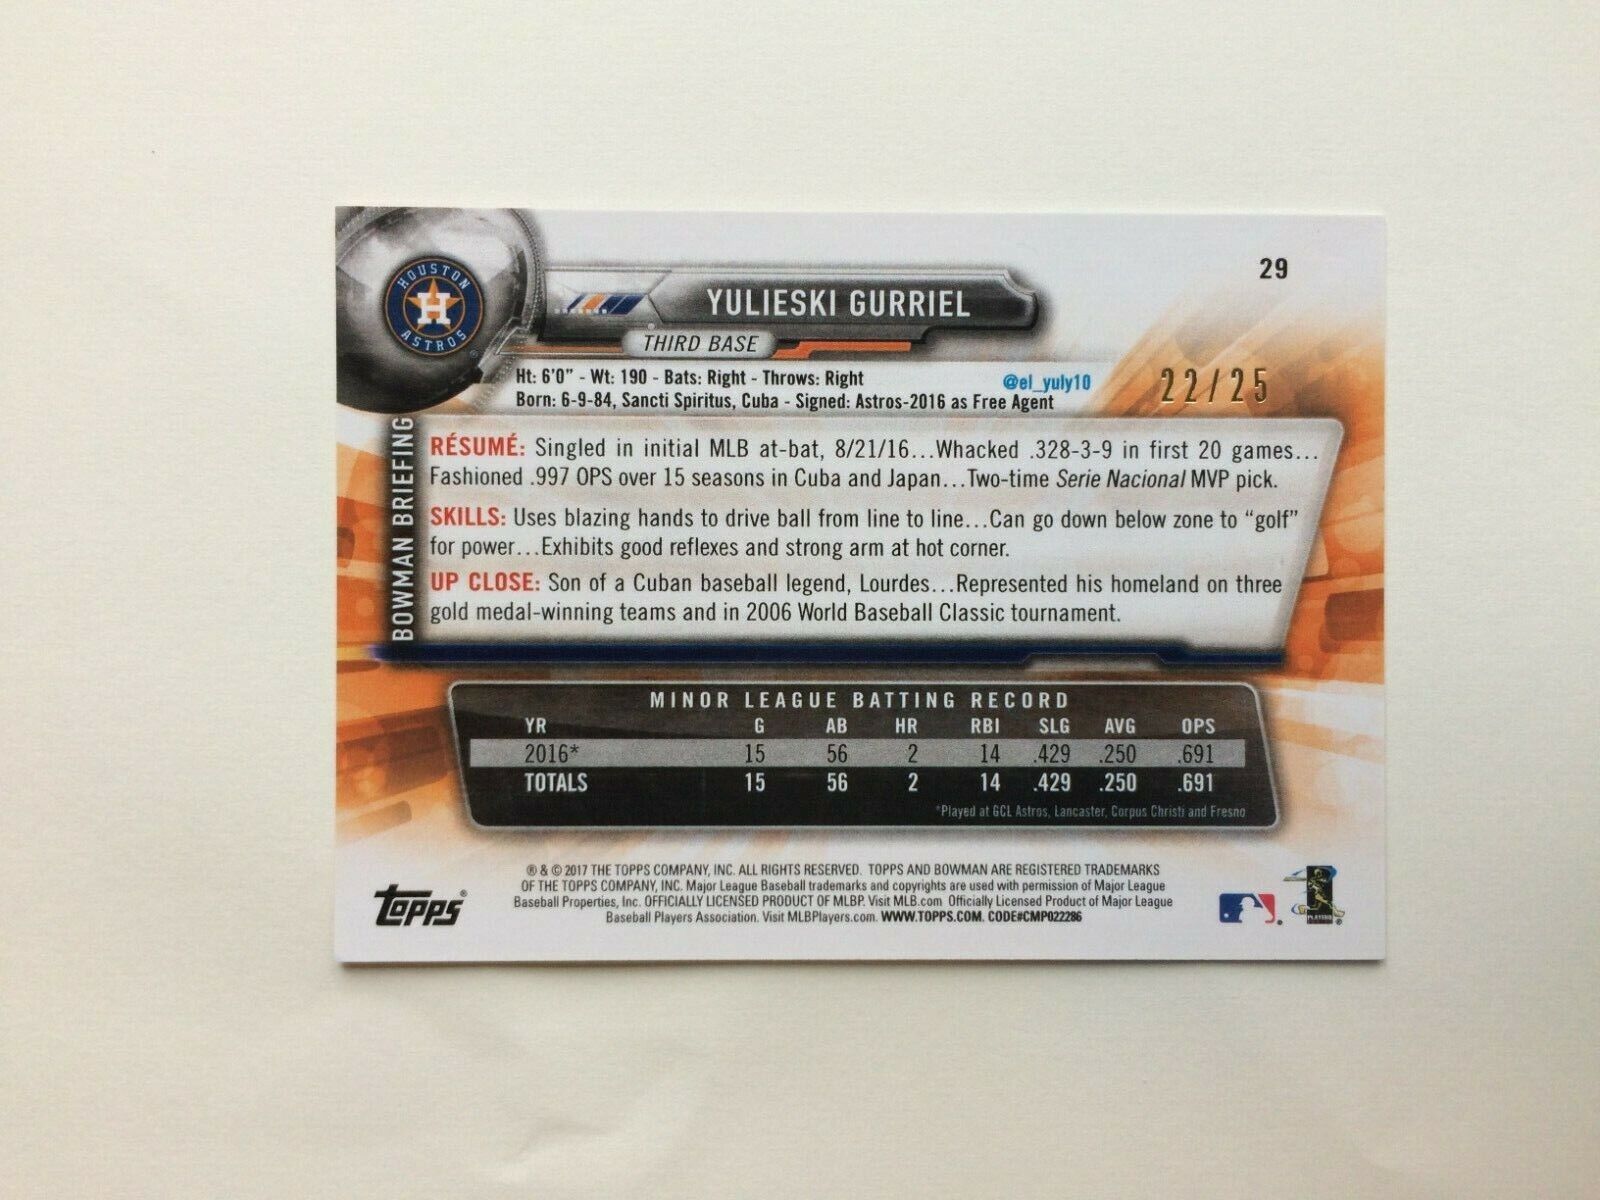 HOUSTON
H
ASTROS
YULIESKI GURRIEL
29
THIRD BASE
Ht: 6'0" - Wt: 190 - Bats: Right - Throws: Right
@el_yuly10
22/25
Born: 6-9-84, Sancti Spiritus, Cuba - Signed: Astros-2016 as Free Agent
BOWMAN BRIEFING
RÉSUMÉ: Singled in initial MLB at-bat, 8/21/16...Whacked .328-3-9 in first 20 games...
Fashioned .997 OPS over 15 seasons in Cuba and Japan...Two-time Serie Nacional MVP pick.
SKILLS: Uses blazing hands to drive ball from line to line...Can go down below zone to "golf"
for power...Exhibits good reflexes and strong arm at hot corner.
UP CLOSE: Son of a Cuban baseball legend, Lourdes...Represented his homeland on three
gold medal-winning teams and in 2006 World Baseball Classic tournament.
MINOR LEAGUE BATTING RECORD
YR G AB HR RBI SLG AVG OPS
2016* 15 56 2 14 .429 .250 .691
TOTALS 15 56 2 14 .429 .250 .691
*Played at GCL Astros, Lancaster, Corpus Christi and Fresno
® & © 2017 THE TOPPS COMPANY, INC. ALL RIGHTS RESERVED. TOPPS AND BOWMAN ARE REGISTERED TRADEMARKS
OF THE TOPPS COMPANY, INC. Major League Baseball trademarks and copyrights are used with permission of Major League
Baseball Properties, Inc. OFFICIALLY LICENSED PRODUCT OF MLBP. Visit MLB.com Officially Licensed Product of Major League
Baseball Players Association. Visit MLBPlayers.com. WWW.TOPPS.COM. CODE#CMP022286
topps®
PLAYERS